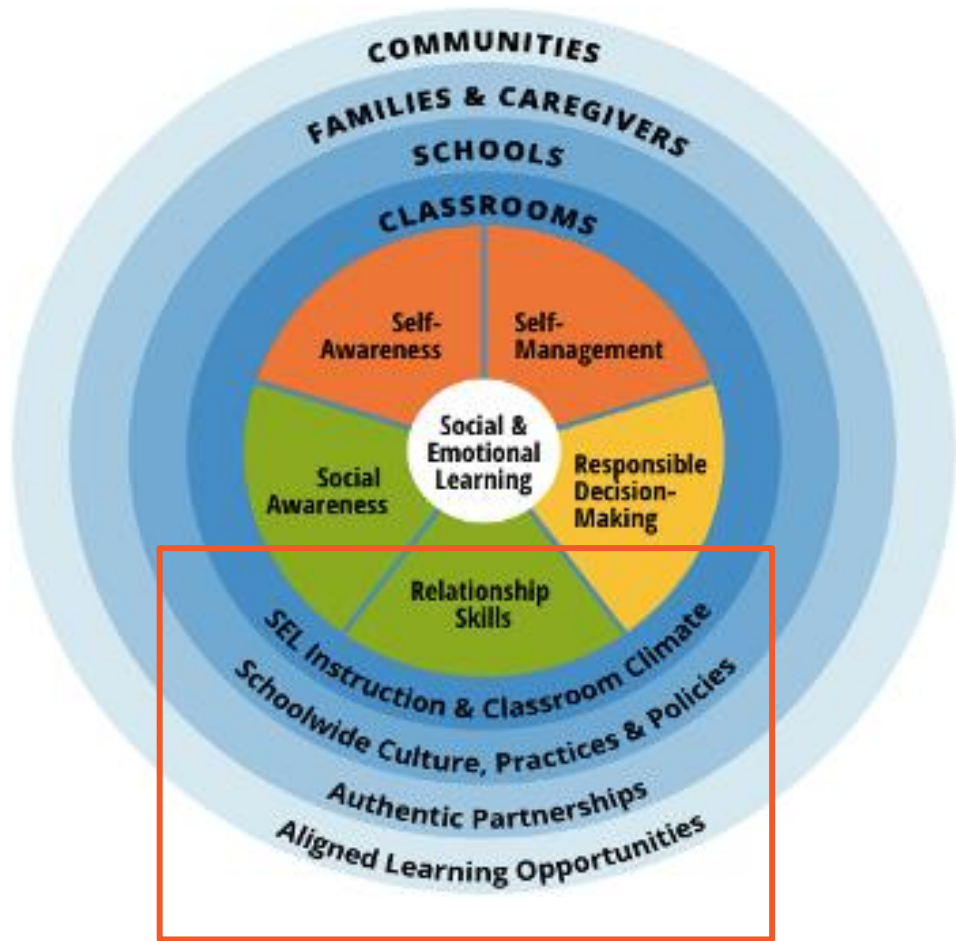 COMMUNITIES
FAMILIES & CAREGIVERS
SCHOOLS
CLASSROOMS
Self-
Awareness
Self-
Management
Social &
Emotional
Learning
Social
Awareness
Responsible
Decision-
Making
Relationship
Skills
SEL Instruction & Classroom Climate
Schoolwide Culture, Practices & Policies
Authentic Partnerships
Aligned Learning Opportunities